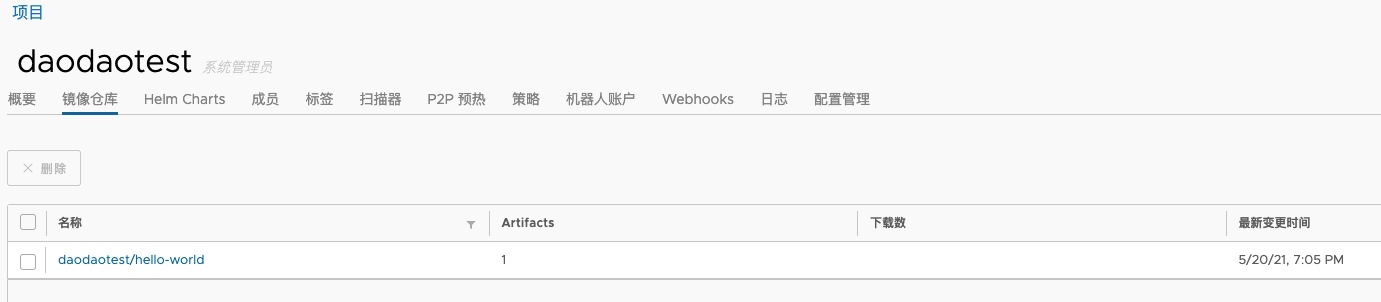 项目
daodaotest 系统管理员
概要 镜像仓库 Helm Charts 成员 标签 扫描器 P2P 预热 策略 机器人账户 Webhooks 日志 配置管理
删除
名称 Artifacts 下载数 最新变更时间
daodaotest/hello-world 1 5/20/21, 7:05 PM